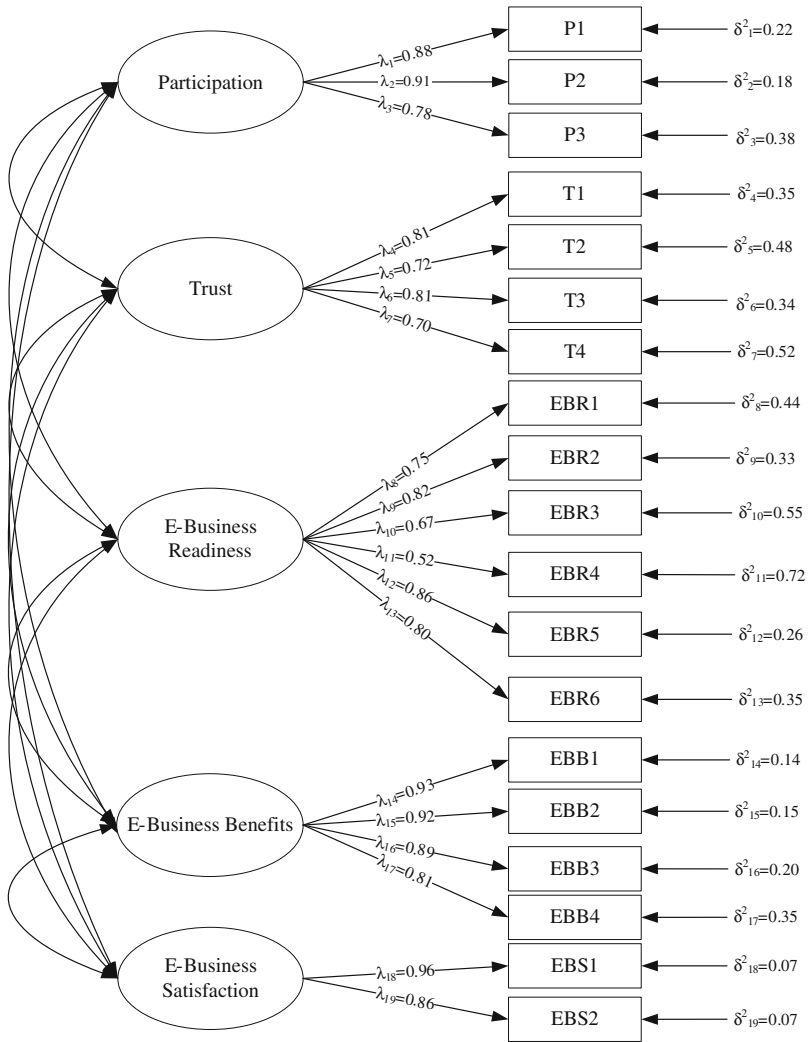 Participation
λ1=0.88
λ2=0.91
λ3=0.78
P1
P2
P3
δ²1=0.22
δ²2=0.18
δ²3=0.38
Trust
λ4=0.81
λ5=0.72
λ6=0.81
λ7=0.70
T1
T2
T3
T4
δ²4=0.35
δ²5=0.48
δ²6=0.34
δ²7=0.52
E-Business
Readiness
λ8=0.75
λ9=0.82
λ10=0.67
λ11=0.52
λ12=0.86
λ13=0.80
EBR1
EBR2
EBR3
EBR4
EBR5
EBR6
δ²8=0.44
δ²9=0.33
δ²10=0.55
δ²11=0.72
δ²12=0.26
δ²13=0.35
E-Business Benefits
λ14=0.93
λ15=0.92
λ16=0.89
λ17=0.81
EBB1
EBB2
EBB3
EBB4
δ²14=0.14
δ²15=0.15
δ²16=0.20
δ²17=0.35
E-Business
Satisfaction
λ18=0.96
λ19=0.86
EBS1
EBS2
δ²18=0.07
δ²19=0.07